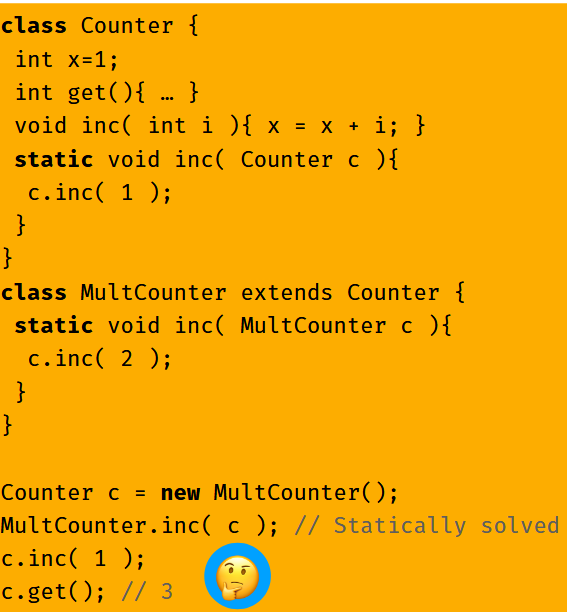 class Counter {
 int x=1;
 int get(){ … }
 void inc( int i ){ x = x + i; }
 static void inc( Counter c ){
  c.inc( 1 );
 }
}
class MultCounter extends Counter {
 static void inc( MultCounter c ){
  c.inc( 2 );
 }
}

Counter c = new MultCounter();
MultCounter.inc( c ); // Statically solved
c.inc( 1 );
c.get(); // 3